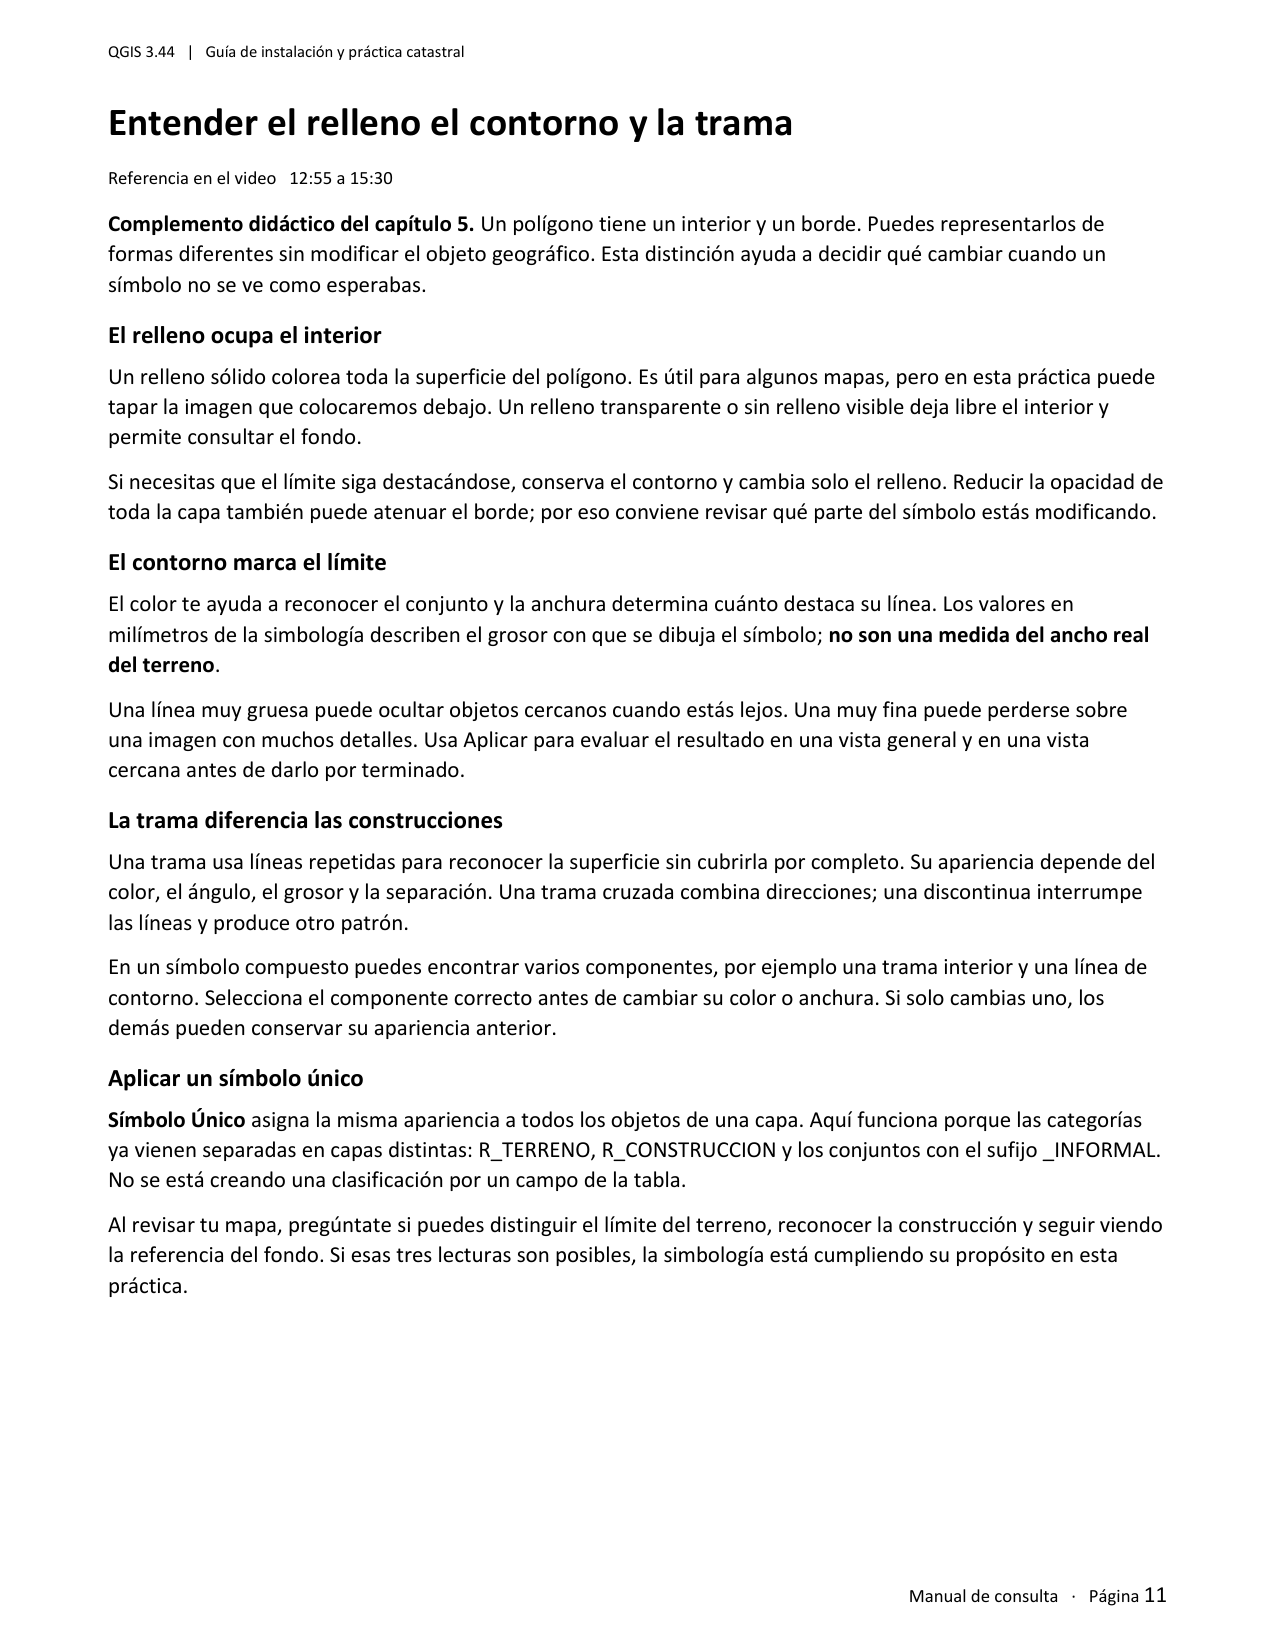 QGIS 3.44 | Guía de instalación y práctica catastral
Entender el relleno el contorno y la trama
Referencia en el video 12:55 a 15:30
Complemento didáctico del capítulo 5. Un polígono tiene un interior y un borde. Puedes representarlos de
formas diferentes sin modificar el objeto geográfico. Esta distinción ayuda a decidir qué cambiar cuando un
símbolo no se ve como esperabas.
El relleno ocupa el interior
Un relleno sólido colorea toda la superficie del polígono. Es útil para algunos mapas, pero en esta práctica puede
tapar la imagen que colocaremos debajo. Un relleno transparente o sin relleno visible deja libre el interior y
permite consultar el fondo.
Si necesitas que el límite siga destacándose, conserva el contorno y cambia solo el relleno. Reducir la opacidad de
toda la capa también puede atenuar el borde; por eso conviene revisar qué parte del símbolo estás modificando.
El contorno marca el límite
El color te ayuda a reconocer el conjunto y la anchura determina cuánto destaca su línea. Los valores en
milímetros de la simbología describen el grosor con que se dibuja el símbolo; no son una medida del ancho real
del terreno.
Una línea muy gruesa puede ocultar objetos cercanos cuando estás lejos. Una muy fina puede perderse sobre
una imagen con muchos detalles. Usa Aplicar para evaluar el resultado en una vista general y en una vista
cercana antes de darlo por terminado.
La trama diferencia las construcciones
Una trama usa líneas repetidas para reconocer la superficie sin cubrirla por completo. Su apariencia depende del
color, el ángulo, el grosor y la separación. Una trama cruzada combina direcciones; una discontinua interrumpe
las líneas y produce otro patrón.
En un símbolo compuesto puedes encontrar varios componentes, por ejemplo una trama interior y una línea de
contorno. Selecciona el componente correcto antes de cambiar su color o anchura. Si solo cambias uno, los
demás pueden conservar su apariencia anterior.
Aplicar un símbolo único
Símbolo Único asigna la misma apariencia a todos los objetos de una capa. Aquí funciona porque las categorías
ya vienen separadas en capas distintas: R_TERRENO, R_CONSTRUCCION y los conjuntos con el sufijo _INFORMAL.
No se está creando una clasificación por un campo de la tabla.
Al revisar tu mapa, pregúntate si puedes distinguir el límite del terreno, reconocer la construcción y seguir viendo
la referencia del fondo. Si esas tres lecturas son posibles, la simbología está cumpliendo su propósito en esta
práctica.
Manual de consulta · Página 11